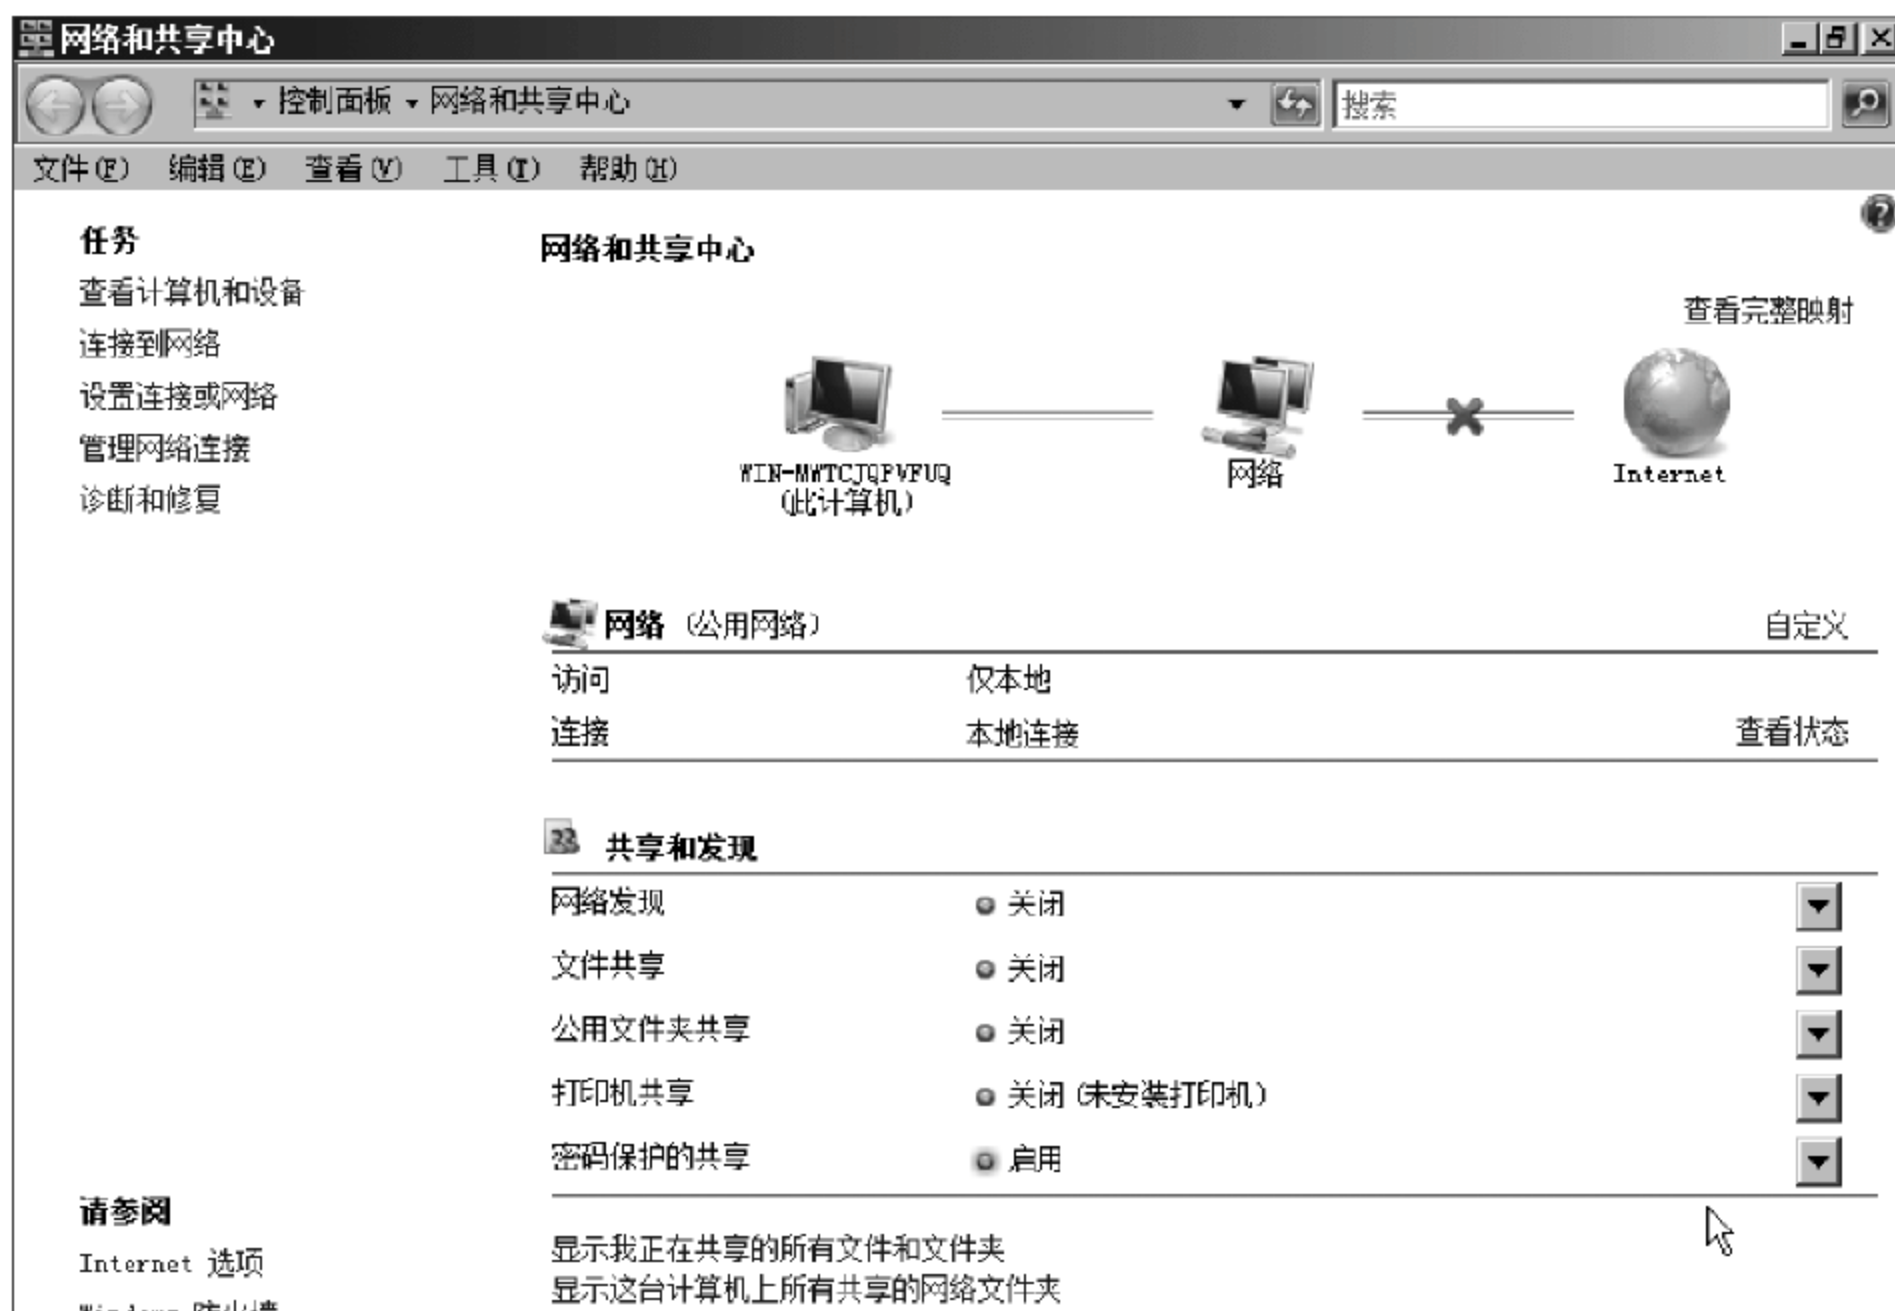 网络和共享中心
控制面板 网络和共享中心
搜索
文件(F) 编辑(E) 查看(V) 工具(T) 帮助(H)
任务
查看计算机和设备
连接到网络
设置连接或网络
管理网络连接
诊断和修复
网络和共享中心
查看完整映射
WIN-MWTCJQPVFUQ
(此计算机)
网络
Internet
网络 (公用网络)
自定义
访问 仅本地
连接 本地连接 查看状态
共享和发现
网络发现 关闭
文件共享 关闭
公用文件夹共享 关闭
打印机共享 关闭 (未安装打印机)
密码保护的共享 启用
显示我正在共享的所有文件和文件夹
显示这台计算机上所有共享的网络文件夹
请参阅
Internet 选项
Windows 防火墙